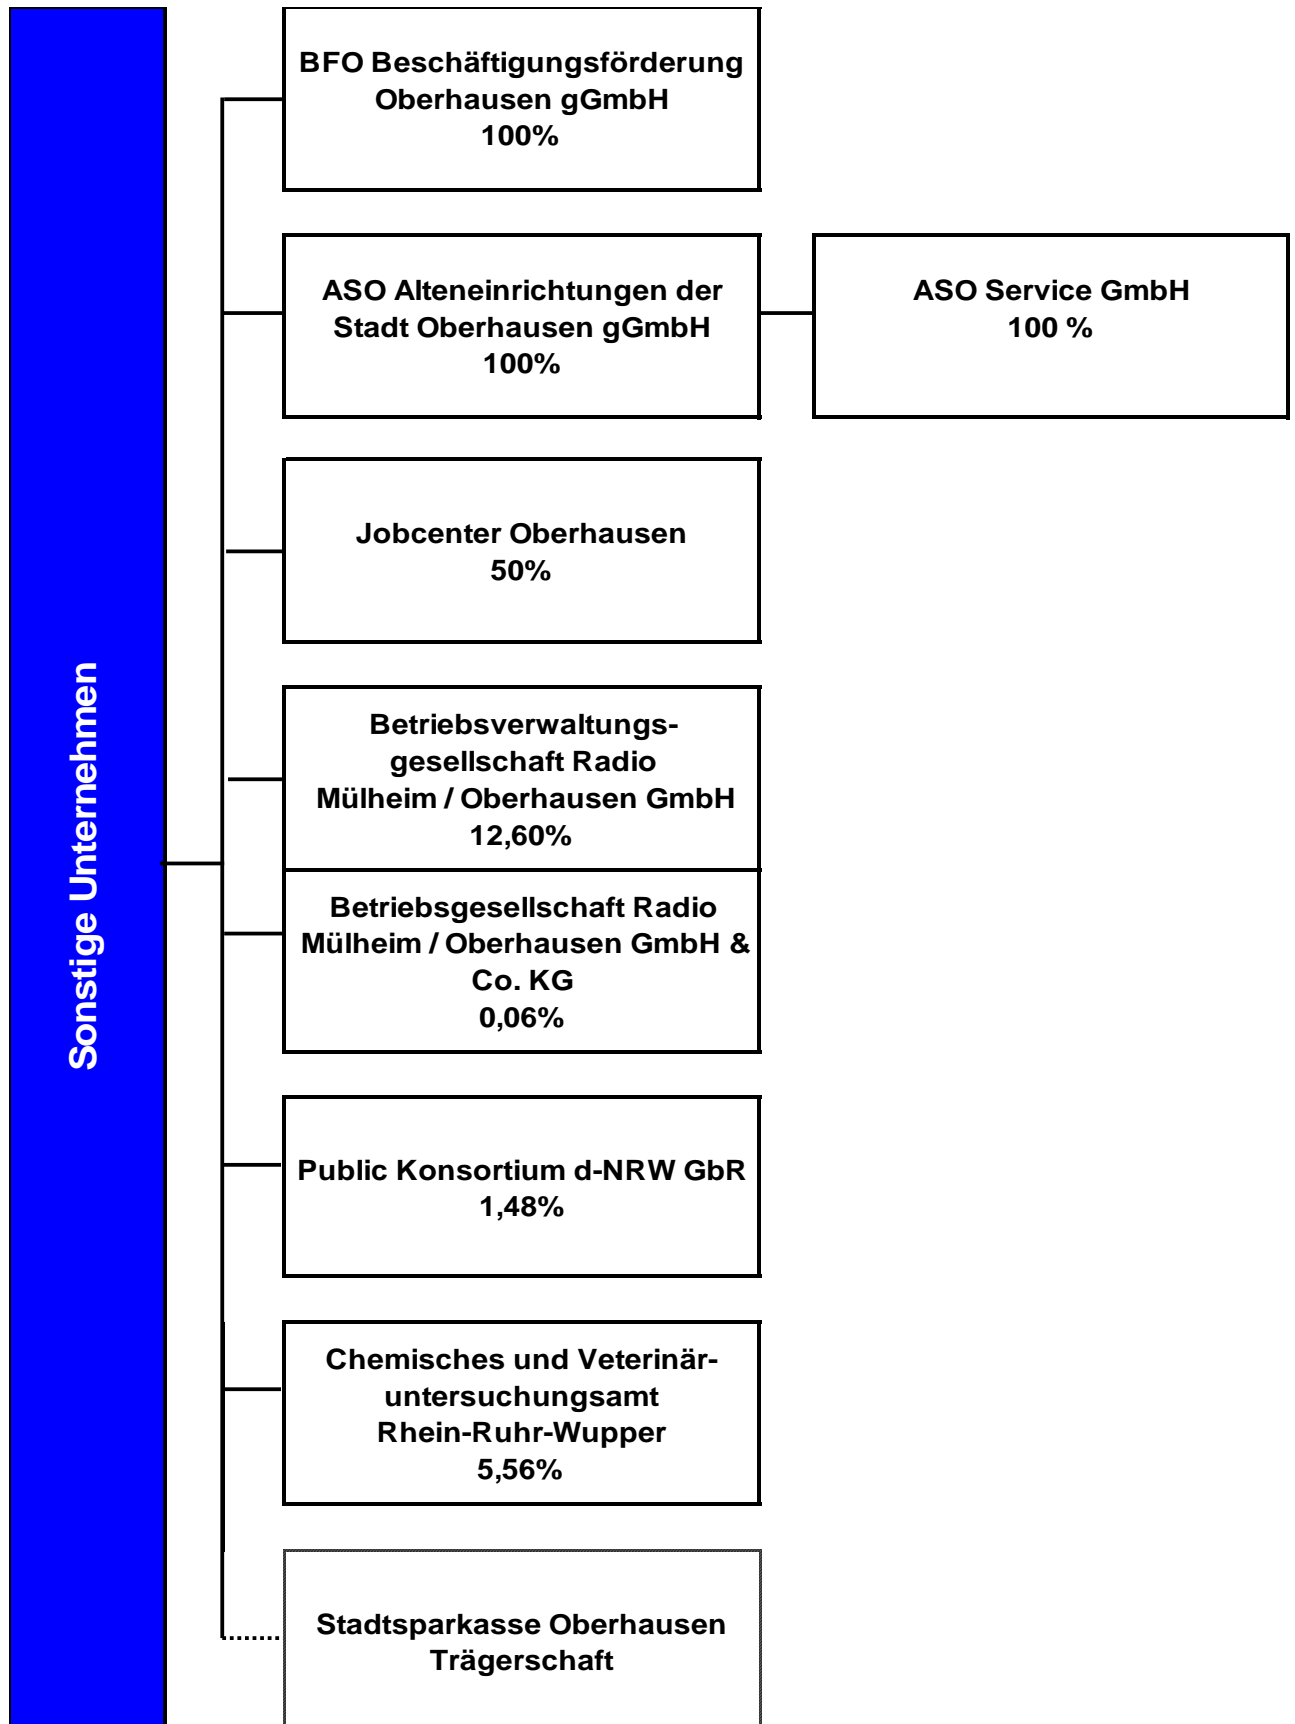 Sonstige Unternehmen
BFO Beschäftigungsförderung
Oberhausen gGmbH
100%
ASO Alteneinrichtungen der
Stadt Oberhausen gGmbH
100%
ASO Service GmbH
100 %
Jobcenter Oberhausen
50%
Betriebsverwaltungs-
gesellschaft Radio
Mülheim / Oberhausen GmbH
12,60%
Betriebsgesellschaft Radio
Mülheim / Oberhausen GmbH &
Co. KG
0,06%
Public Konsortium d-NRW GbR
1,48%
Chemisches und Veterinär-
untersuchungsamt
Rhein-Ruhr-Wupper
5,56%
Stadtsparkasse Oberhausen
Trägerschaft